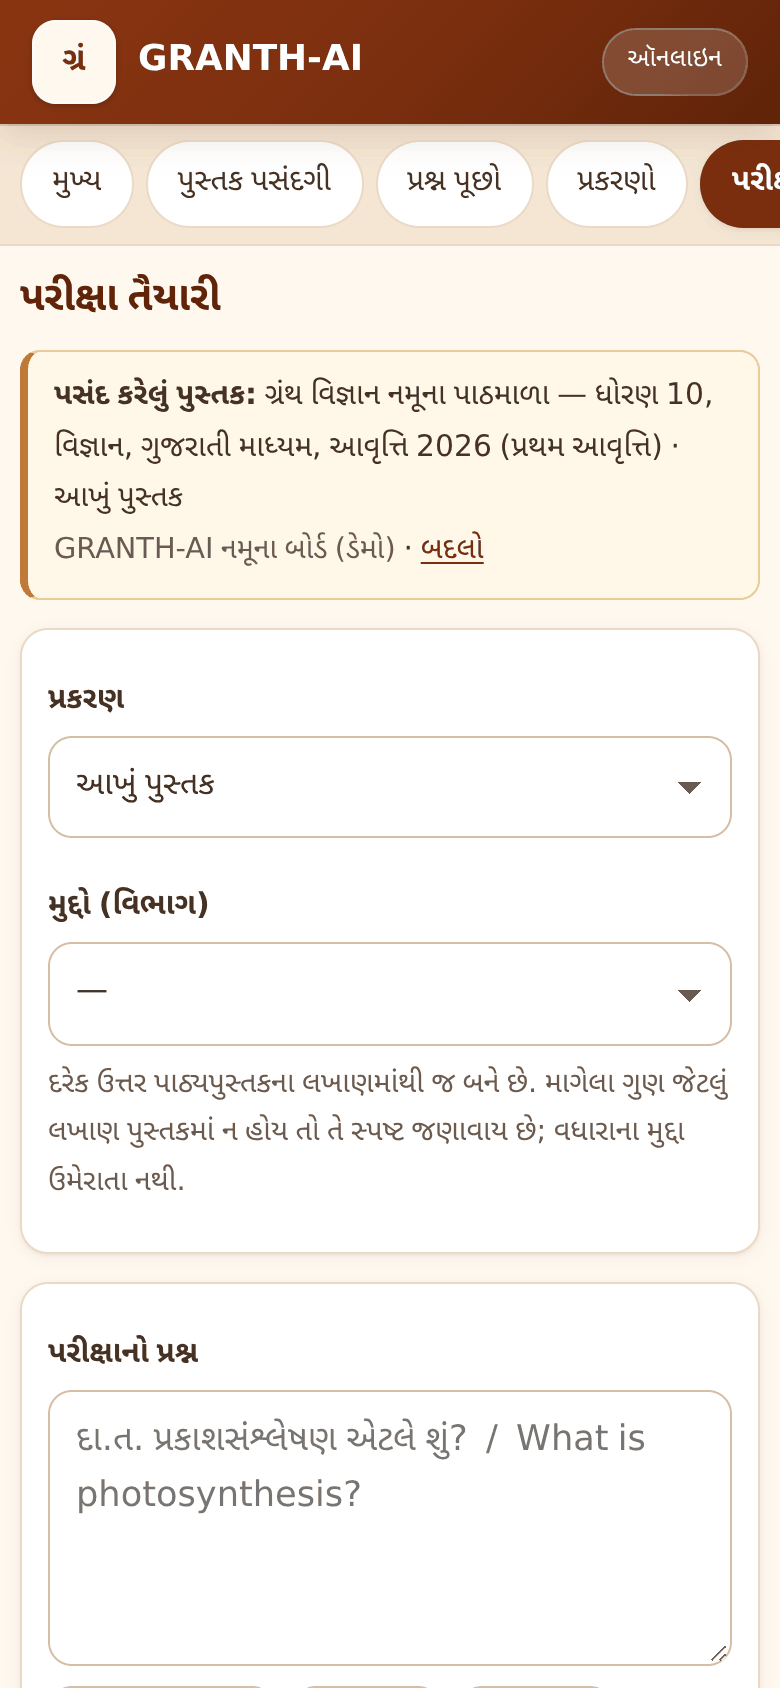 ગ્રં GRANTH-AI ઑનલાઇન
મુખ્ય પુસ્તક પસંદગી પ્રશ્ન પૂછો પ્રકરણો
પરીક્ષા તૈયારી
પસંદ કરેલું પુસ્તક: ગ્રંથ વિજ્ઞાન નમૂના પાઠમાળા — ધોરણ 10,
વિજ્ઞાન, ગુજરાતી માધ્યમ, આવૃત્તિ 2026 (પ્રથમ આવૃત્તિ) ·
આખું પુસ્તક
GRANTH-AI નમૂના બોર્ડ (ડેમો) · બદલો
પ્રકરણ
આખું પુસ્તક
મુદ્દો (વિભાગ)
—
દરેક ઉત્તર પાઠ્યપુસ્તકના લખાણમાંથી જ બને છે. માગેલા ગુણ જેટલું
લખાણ પુસ્તકમાં ન હોય તો તે સ્પષ્ટ જણાવાય છે; વધારાના મુદ્દા
ઉમેરાતા નથી.
પરીક્ષાનો પ્રશ્ન
દા.ત. પ્રકાશસંશ્લેષણ એટલે શું? / What is
photosynthesis?